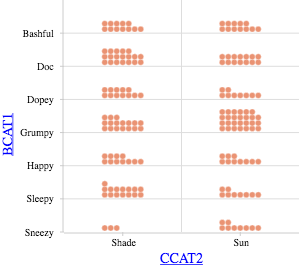 Bashful
Doc
Dopey
Grumpy
Happy
Sleepy
Sneezy
BCAT1
Shade Sun
CCAT2